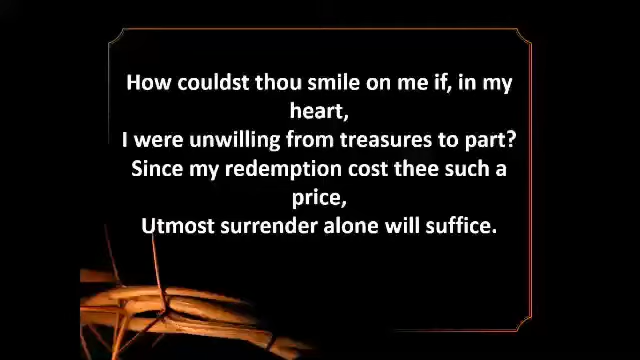 How couldst thou smile on me if, in my
heart,
I were unwilling from treasures to part?
Since my redemption cost thee such a
price,
Utmost surrender alone will suffice.